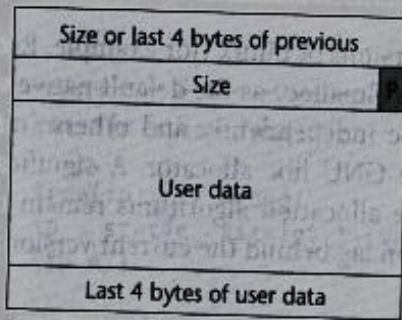 Size or last 4 bytes of previous
Size P
User data
Last 4 bytes of user data